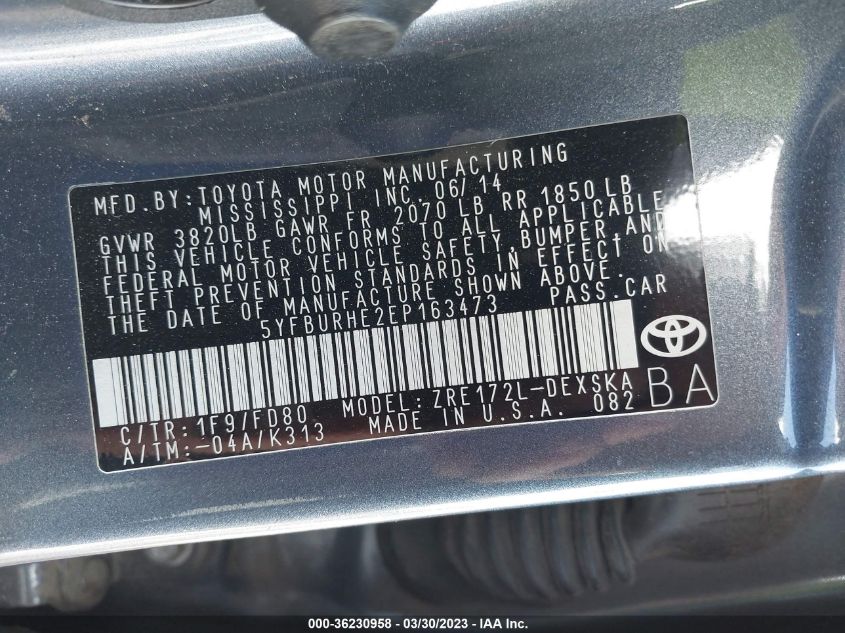 MFD. BY: TOYOTA MOTOR MANUFACTURING
MISSISSIPPI INC. 06/14
GVWR 3820LB GAWR FR 2070 LB RR 1850 LB
THIS VEHICLE CONFORMS TO ALL APPLICABLE
FEDERAL MOTOR VEHICLE SAFETY, BUMPER, AND
THEFT PREVENTION STANDARDS IN EFFECT ON
THE DATE OF MANUFACTURE SHOWN ABOVE.
5YFBURHE2EP163473 PASS. CAR
C/TR: 1F9/FD80 MODEL: ZRE172L-DEXSKA
A/TM: -04A/K313 MADE IN U.S.A. 082
BA
000-36230958 — 03/30/2023 — IAA Inc.